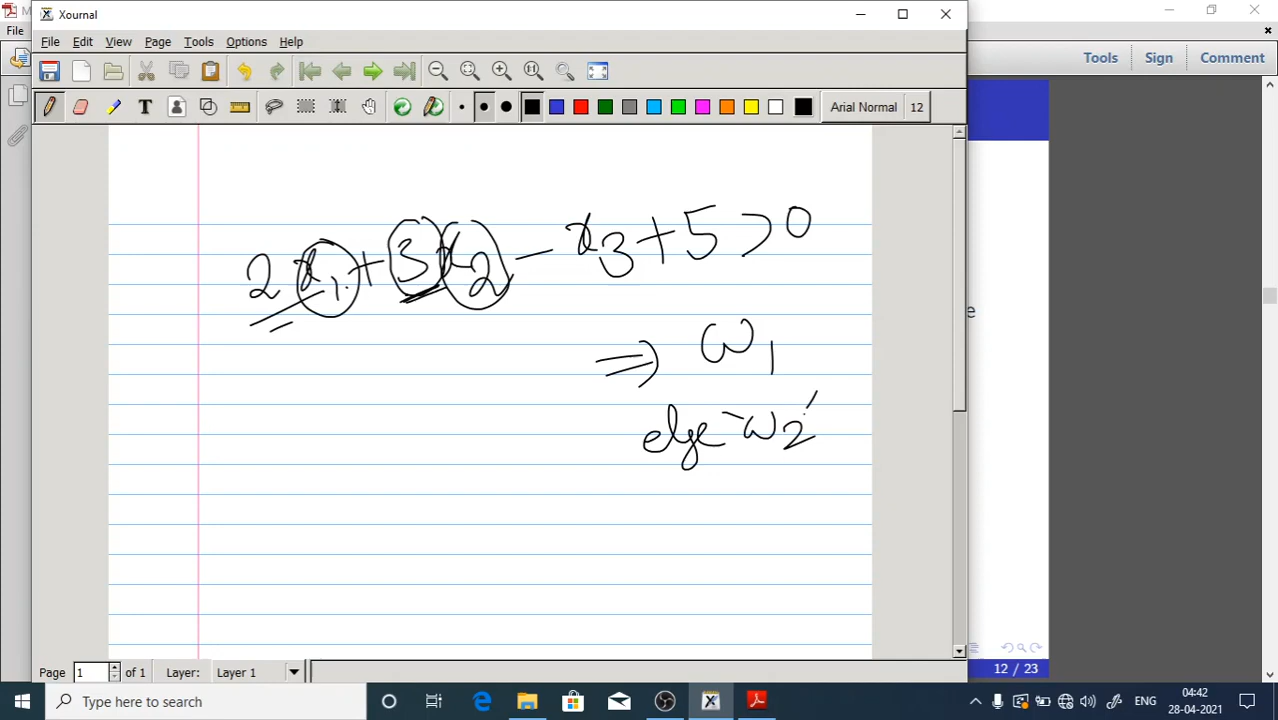 Xournal
File Edit View Page Tools Options Help
Arial Normal 12
File
Tools Sign Comment
2x1 + 3x2 - x3 + 5 > 0
⇒ ω1
else ω2
e
12 / 23
Page 1 of 1 Layer: Layer 1
Type here to search
ENG
04:42
28-04-2021